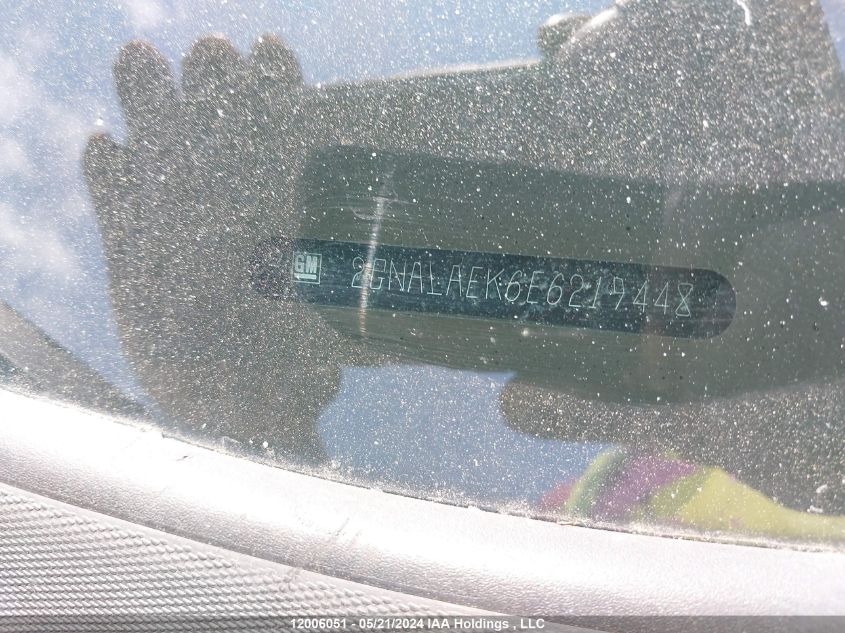 GM 2GNALAEK6E6219448
12006051 - 05/21/2024 IAA Holdings , LLC